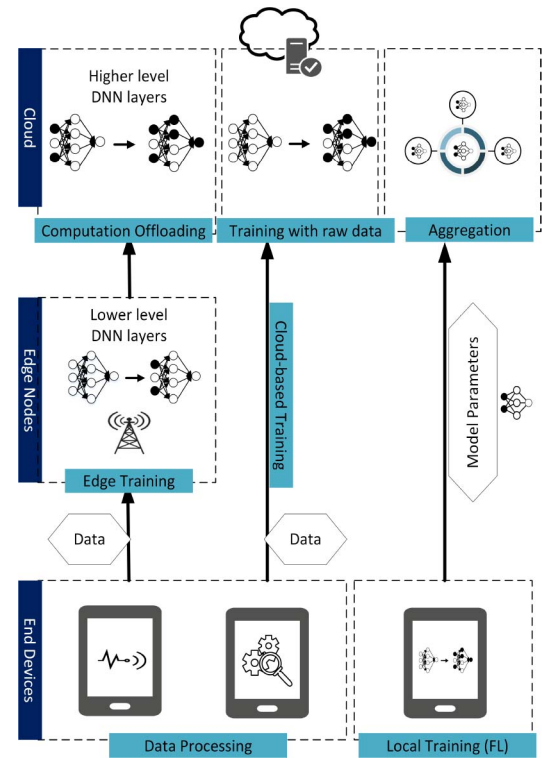 Cloud
Higher level
DNN layers
Computation Offloading
Training with raw data
Aggregation
Edge Nodes
Lower level
DNN layers
Edge Training
Cloud-based Training
Model Parameters
Data
Data
End Devices
Data Processing
Local Training (FL)